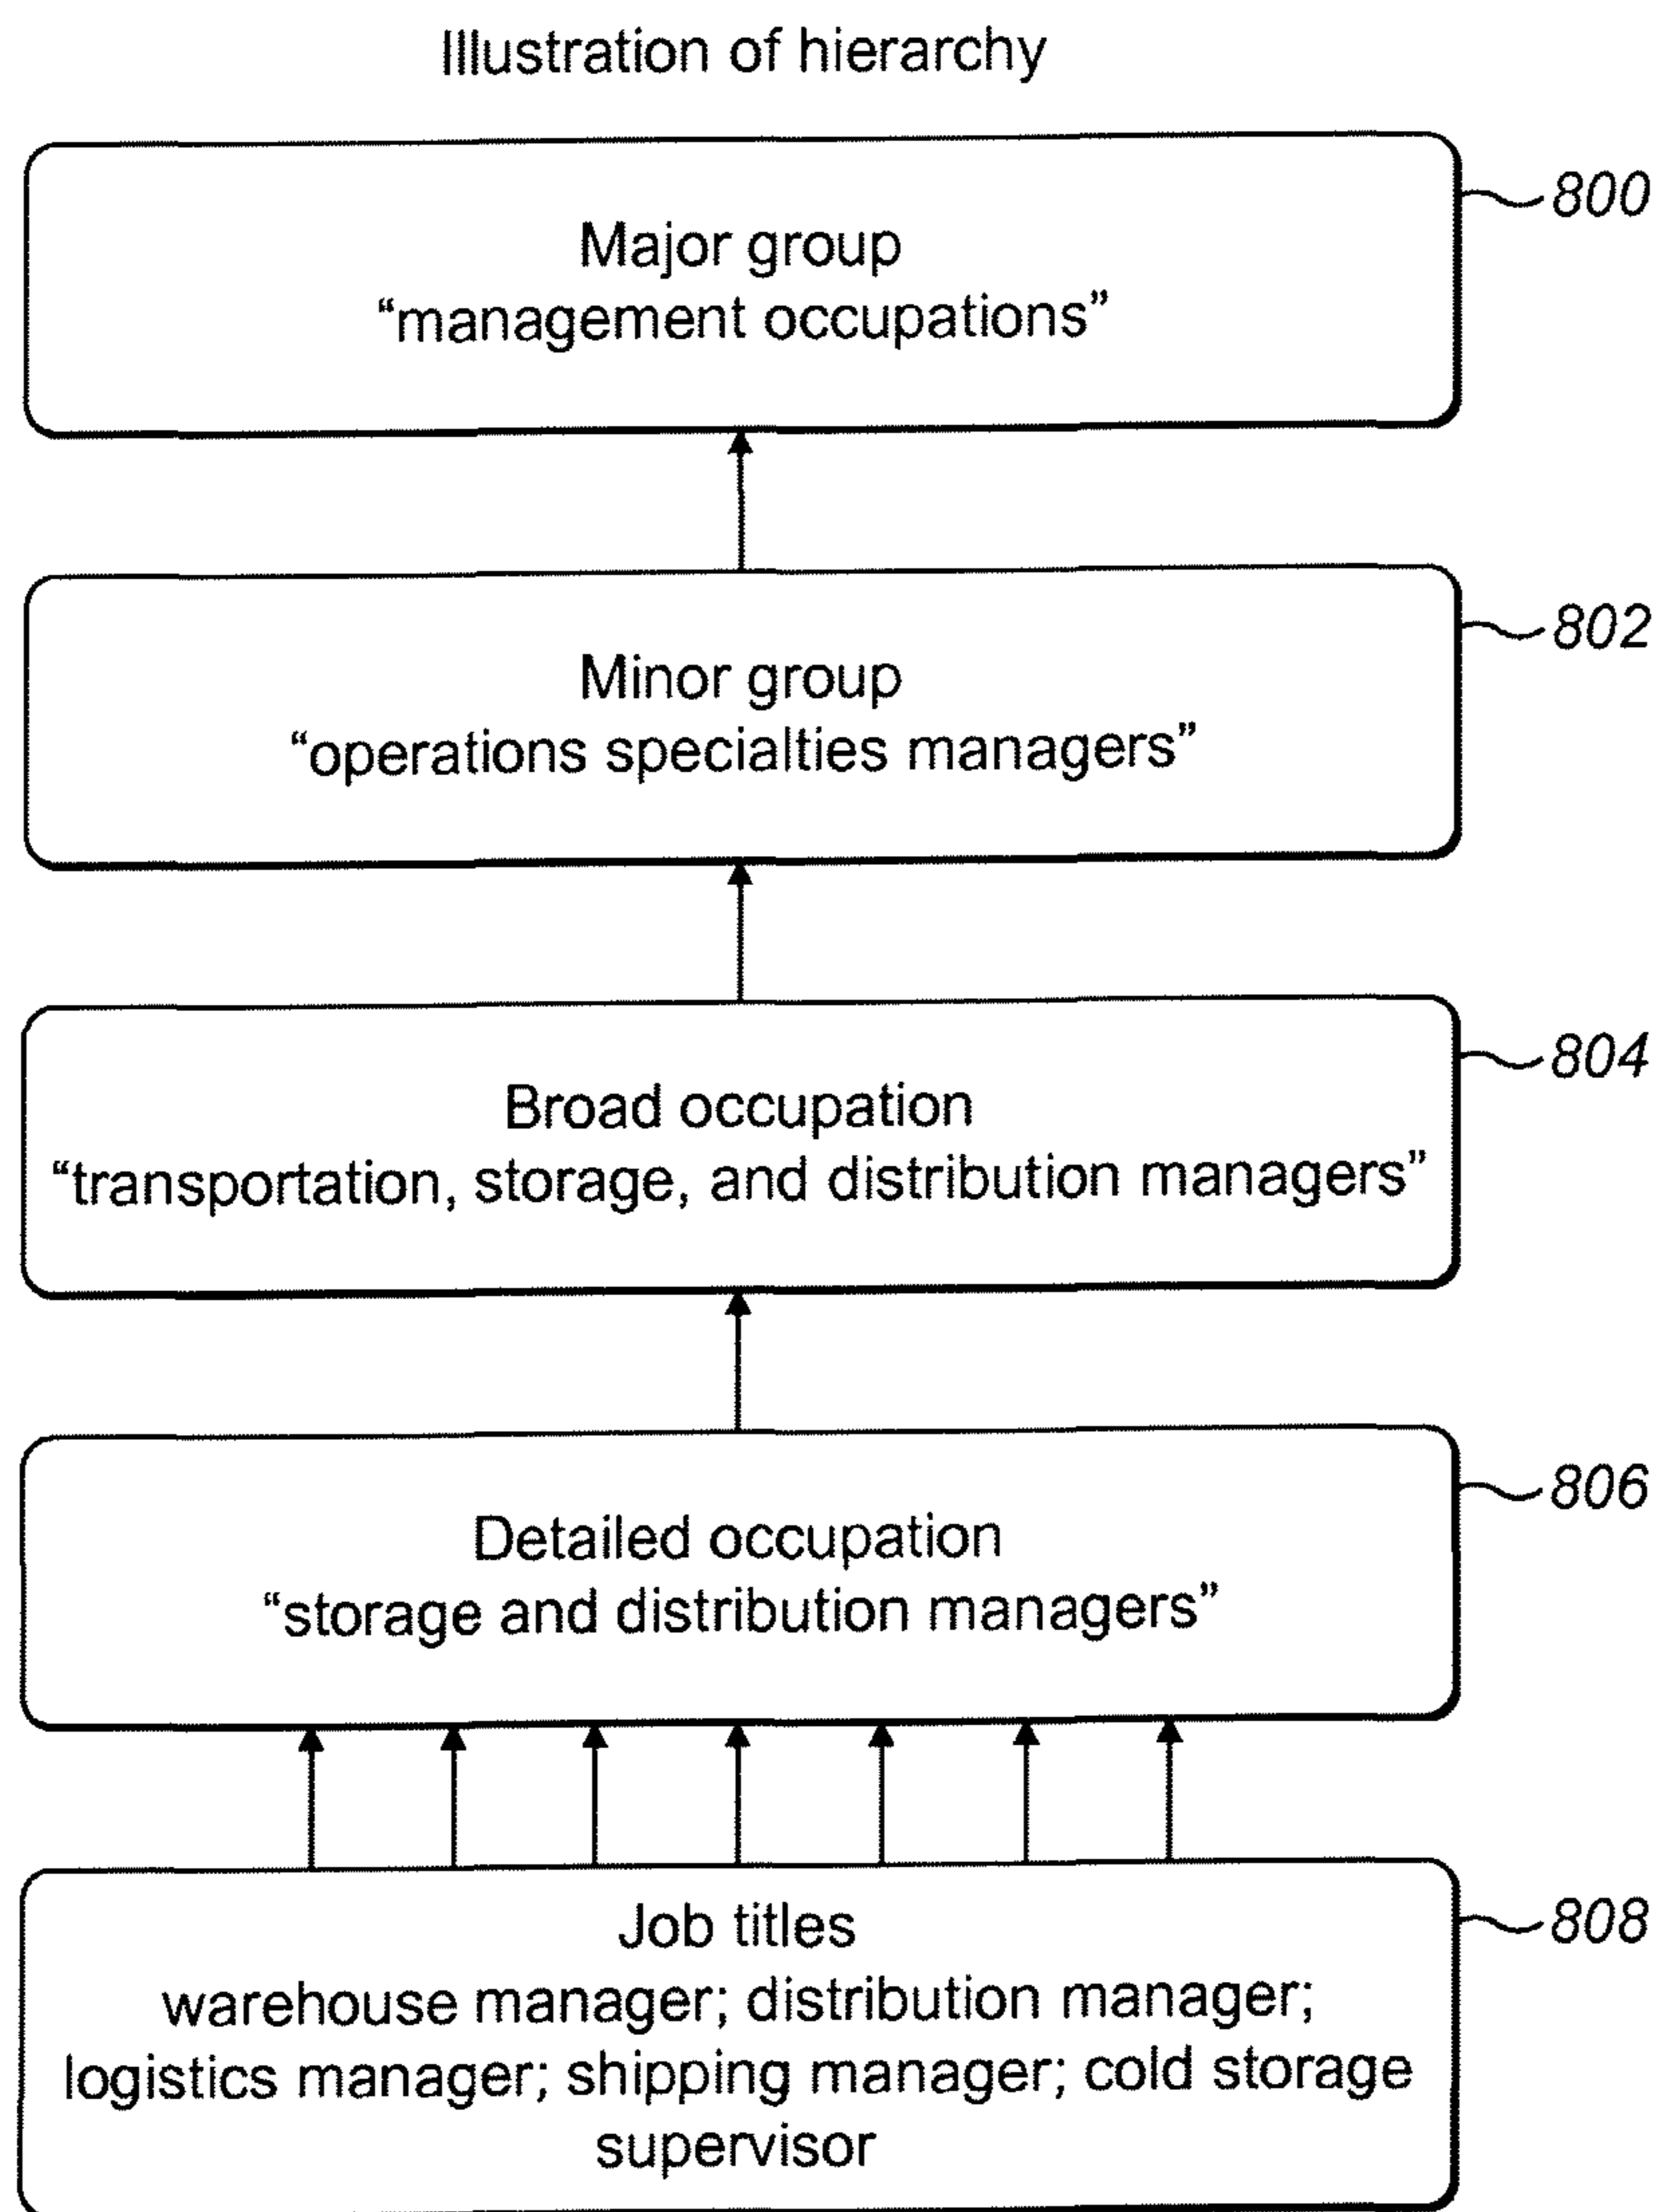 Illustration of hierarchy
800
Major group
“management occupations”
802
Minor group
“operations specialties managers”
804
Broad occupation
“transportation, storage, and distribution managers”
806
Detailed occupation
“storage and distribution managers”
808
Job titles
warehouse manager; distribution manager;
logistics manager; shipping manager; cold storage
supervisor